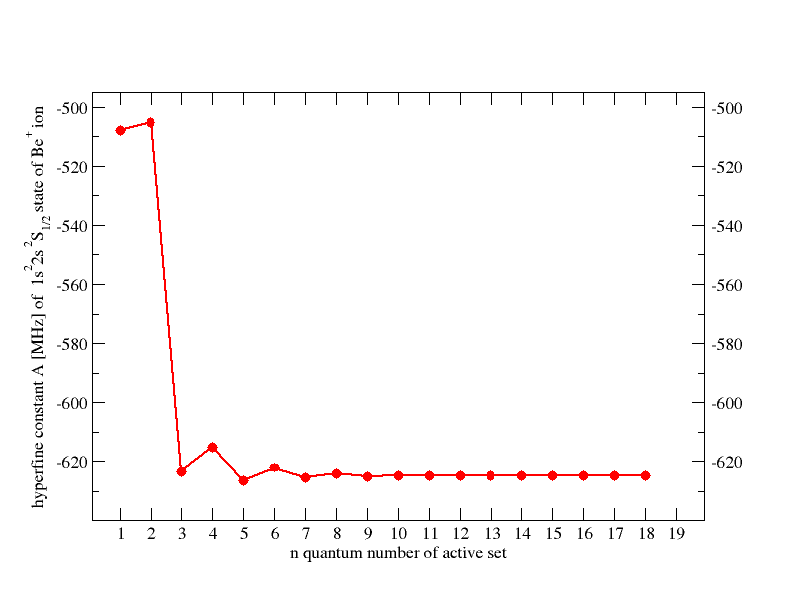 -500 -500
-520 -520
-540 -540
-560 -560
-580 -580
-600 -600
-620 -620
hyperfine constant A [MHz] of 1s²2s ²S₁/₂ state of Be⁺ ion
1 2 3 4 5 6 7 8 9 10 11 12 13 14 15 16 17 18 19
n quantum number of active set